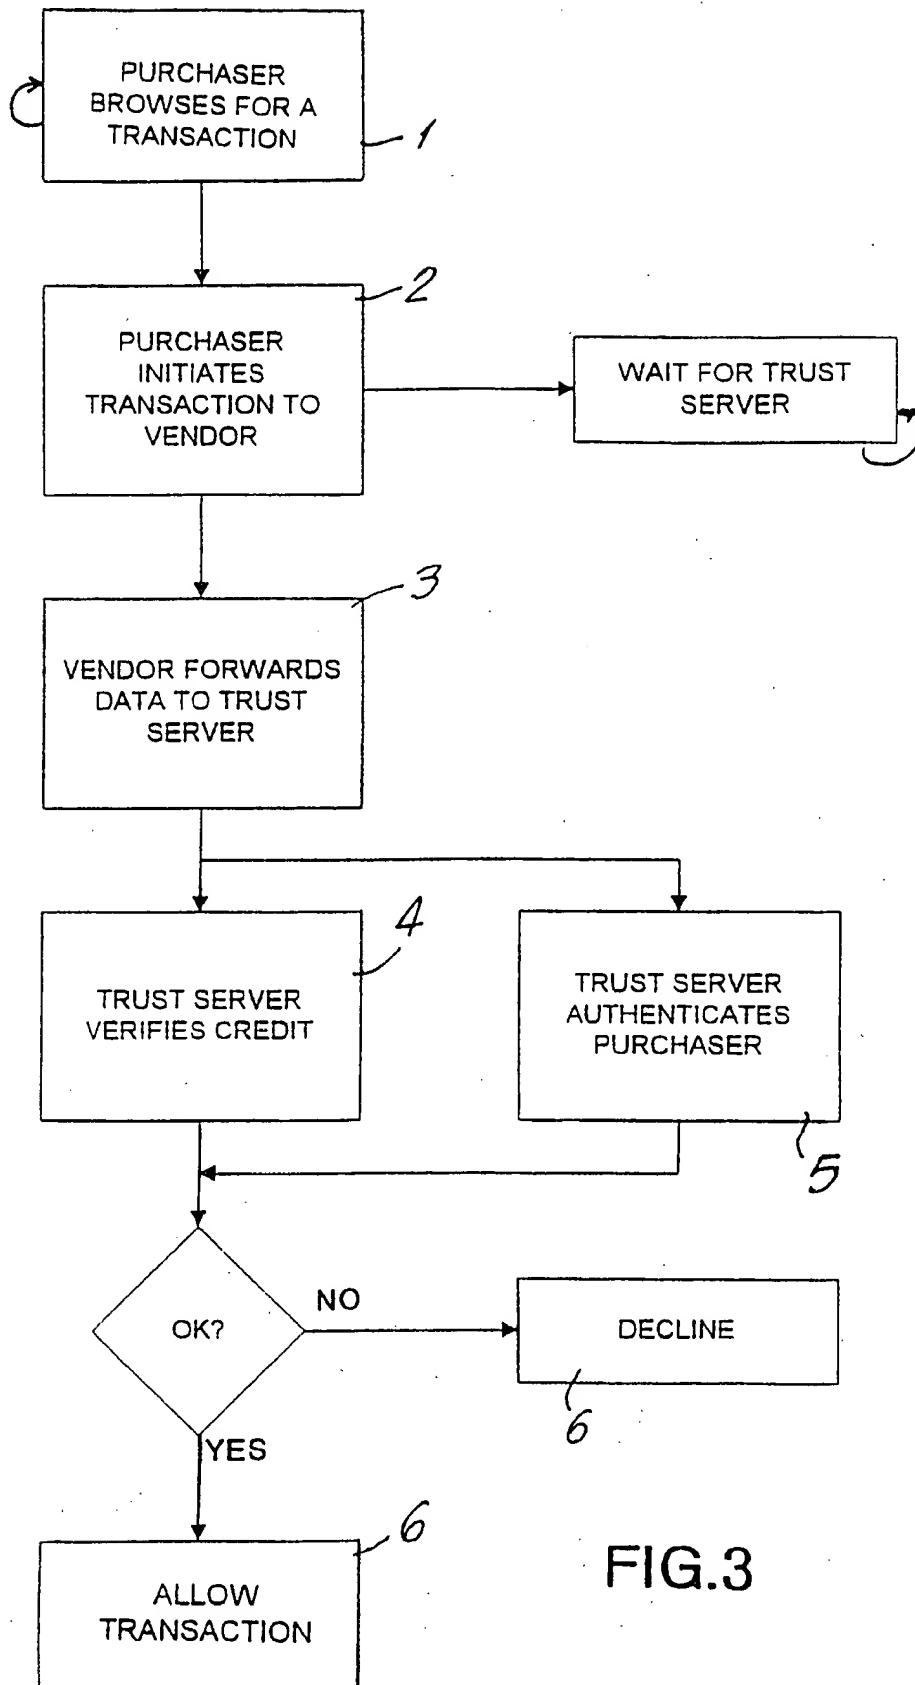 PURCHASER
BROWSES FOR A
TRANSACTION
1
2
PURCHASER
INITIATES
TRANSACTION TO
VENDOR
WAIT FOR TRUST
SERVER
3
VENDOR FORWARDS
DATA TO TRUST
SERVER
4
TRUST SERVER
VERIFIES CREDIT
TRUST SERVER
AUTHENTICATES
PURCHASER
5
OK?
NO
DECLINE
6
YES
6
ALLOW
TRANSACTION
FIG.3